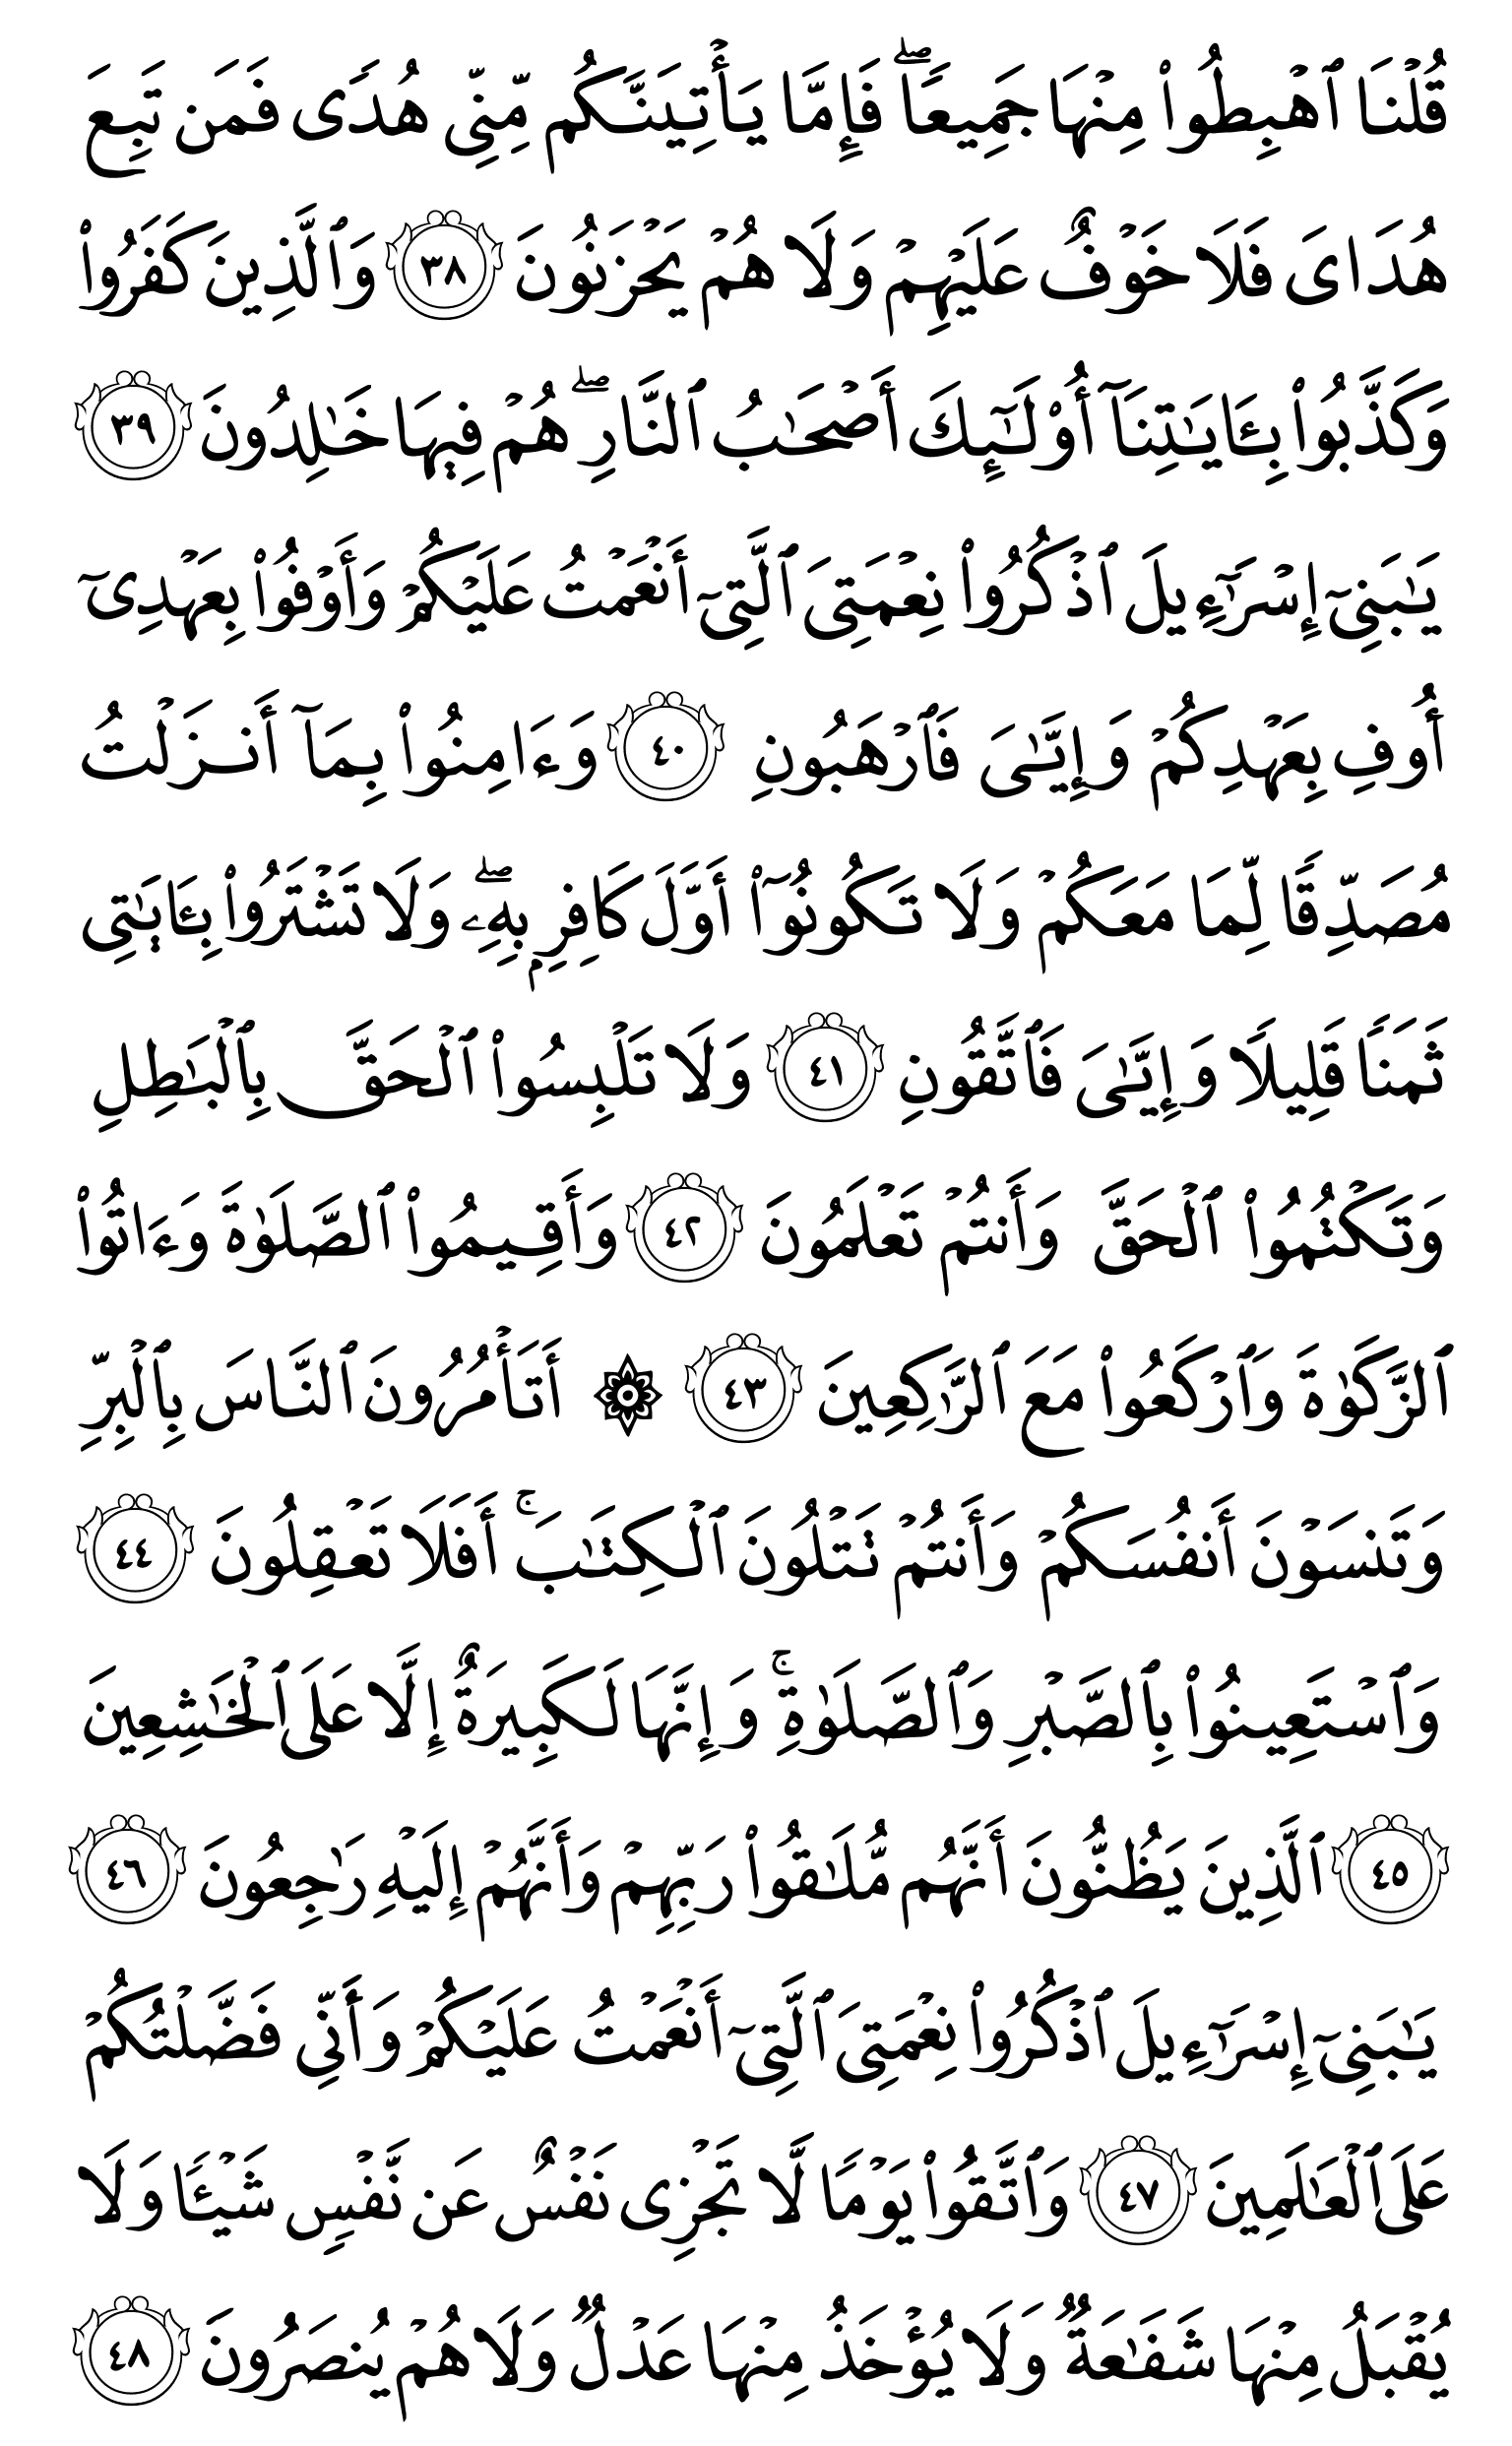 قُلْنَا ٱهْبِطُوا۟ مِنْهَا جَمِيعًاۖ فَإِمَّا يَأْتِيَنَّكُم مِّنِّى هُدًى فَمَن تَبِعَ
هُدَاىَ فَلَا خَوْفٌ عَلَيْهِمْ وَلَا هُمْ يَحْزَنُونَ ٣٨ وَٱلَّذِينَ كَفَرُوا۟
وَكَذَّبُوا۟ بِـَٔايَـٰتِنَآ أُو۟لَـٰٓئِكَ أَصْحَـٰبُ ٱلنَّارِۖ هُمْ فِيهَا خَـٰلِدُونَ ٣٩
يَـٰبَنِىٓ إِسْرَٰٓءِيلَ ٱذْكُرُوا۟ نِعْمَتِىَ ٱلَّتِىٓ أَنْعَمْتُ عَلَيْكُمْ وَأَوْفُوا۟ بِعَهْدِىٓ
أُوفِ بِعَهْدِكُمْ وَإِيَّـٰىَ فَٱرْهَبُونِ ٤٠ وَءَامِنُوا۟ بِمَآ أَنزَلْتُ
مُصَدِّقًا لِّمَا مَعَكُمْ وَلَا تَكُونُوٓا۟ أَوَّلَ كَافِرٍۭ بِهِۦۖ وَلَا تَشْتَرُوا۟ بِـَٔايَـٰتِى
ثَمَنًا قَلِيلًا وَإِيَّـٰىَ فَٱتَّقُونِ ٤١ وَلَا تَلْبِسُوا۟ ٱلْحَقَّ بِٱلْبَـٰطِلِ
وَتَكْتُمُوا۟ ٱلْحَقَّ وَأَنتُمْ تَعْلَمُونَ ٤٢ وَأَقِيمُوا۟ ٱلصَّلَوٰةَ وَءَاتُوا۟
ٱلزَّكَوٰةَ وَٱرْكَعُوا۟ مَعَ ٱلرَّٰكِعِينَ ٤٣ ۞ أَتَأْمُرُونَ ٱلنَّاسَ بِٱلْبِرِّ
وَتَنسَوْنَ أَنفُسَكُمْ وَأَنتُمْ تَتْلُونَ ٱلْكِتَـٰبَۚ أَفَلَا تَعْقِلُونَ ٤٤
وَٱسْتَعِينُوا۟ بِٱلصَّبْرِ وَٱلصَّلَوٰةِۚ وَإِنَّهَا لَكَبِيرَةٌ إِلَّا عَلَى ٱلْخَـٰشِعِينَ
٤٥ ٱلَّذِينَ يَظُنُّونَ أَنَّهُم مُّلَـٰقُوا۟ رَبِّهِمْ وَأَنَّهُمْ إِلَيْهِ رَٰجِعُونَ ٤٦
يَـٰبَنِىٓ إِسْرَٰٓءِيلَ ٱذْكُرُوا۟ نِعْمَتِىَ ٱلَّتِىٓ أَنْعَمْتُ عَلَيْكُمْ وَأَنِّى فَضَّلْتُكُمْ
عَلَى ٱلْعَـٰلَمِينَ ٤٧ وَٱتَّقُوا۟ يَوْمًا لَّا تَجْزِى نَفْسٌ عَن نَّفْسٍ شَيْـًٔا وَلَا
يُقْبَلُ مِنْهَا شَفَـٰعَةٌ وَلَا يُؤْخَذُ مِنْهَا عَدْلٌ وَلَا هُمْ يُنصَرُونَ ٤٨